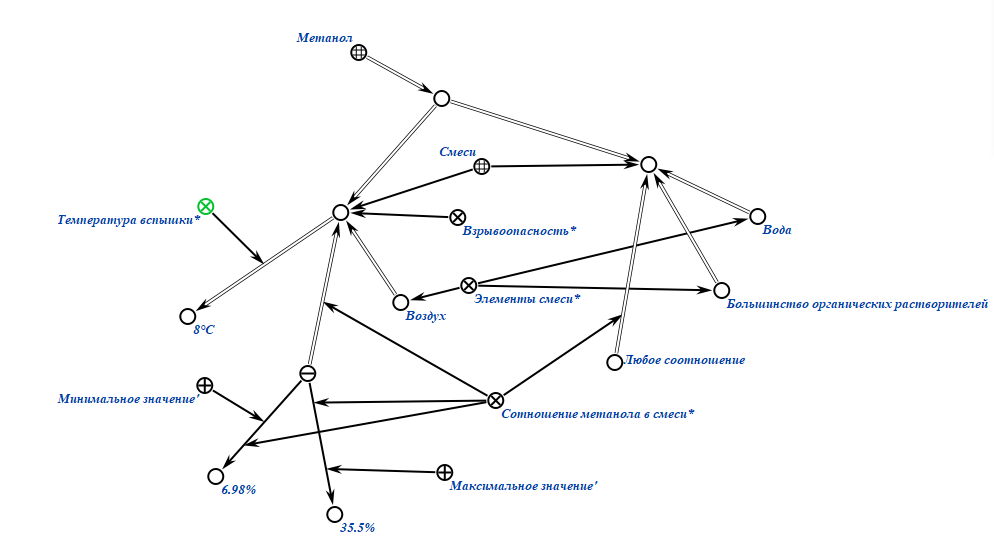 Метанол
Смеси
Температура вспышки*
Взрывоопасность*
Вода
Элементы смеси*
Большинство органических растворителей
Воздух
8°C
Любое соотношение
Минимальное значение'
Сотношение метанола в смеси*
6.98%
Максимальное значение'
35.5%